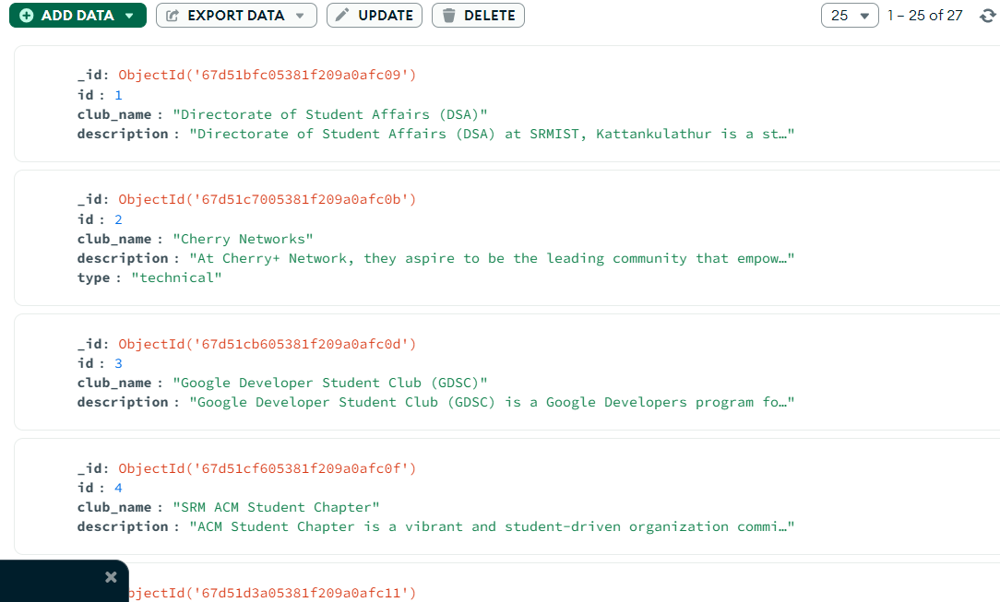 ADD DATA EXPORT DATA UPDATE DELETE 25 1 – 25 of 27
_id: ObjectId('67d51bfc05381f209a0afc09')
id : 1
club_name : "Directorate of Student Affairs (DSA)"
description : "Directorate of Student Affairs (DSA) at SRMIST, Kattankulathur is a st…"
_id: ObjectId('67d51c7005381f209a0afc0b')
id : 2
club_name : "Cherry Networks"
description : "At Cherry+ Network, they aspire to be the leading community that empow…"
type : "technical"
_id: ObjectId('67d51cb605381f209a0afc0d')
id : 3
club_name : "Google Developer Student Club (GDSC)"
description : "Google Developer Student Club (GDSC) is a Google Developers program fo…"
_id: ObjectId('67d51cf605381f209a0afc0f')
id : 4
club_name : "SRM ACM Student Chapter"
description : "ACM Student Chapter is a vibrant and student-driven organization commi…"
bjectId('67d51d3a05381f209a0afc11')